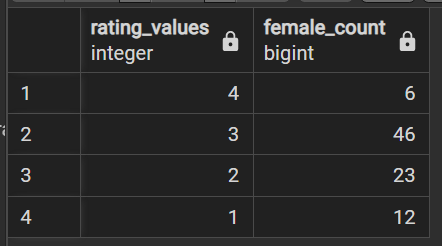 rating_values female_count
integer bigint
1 4 6
2 3 46
3 2 23
4 1 12